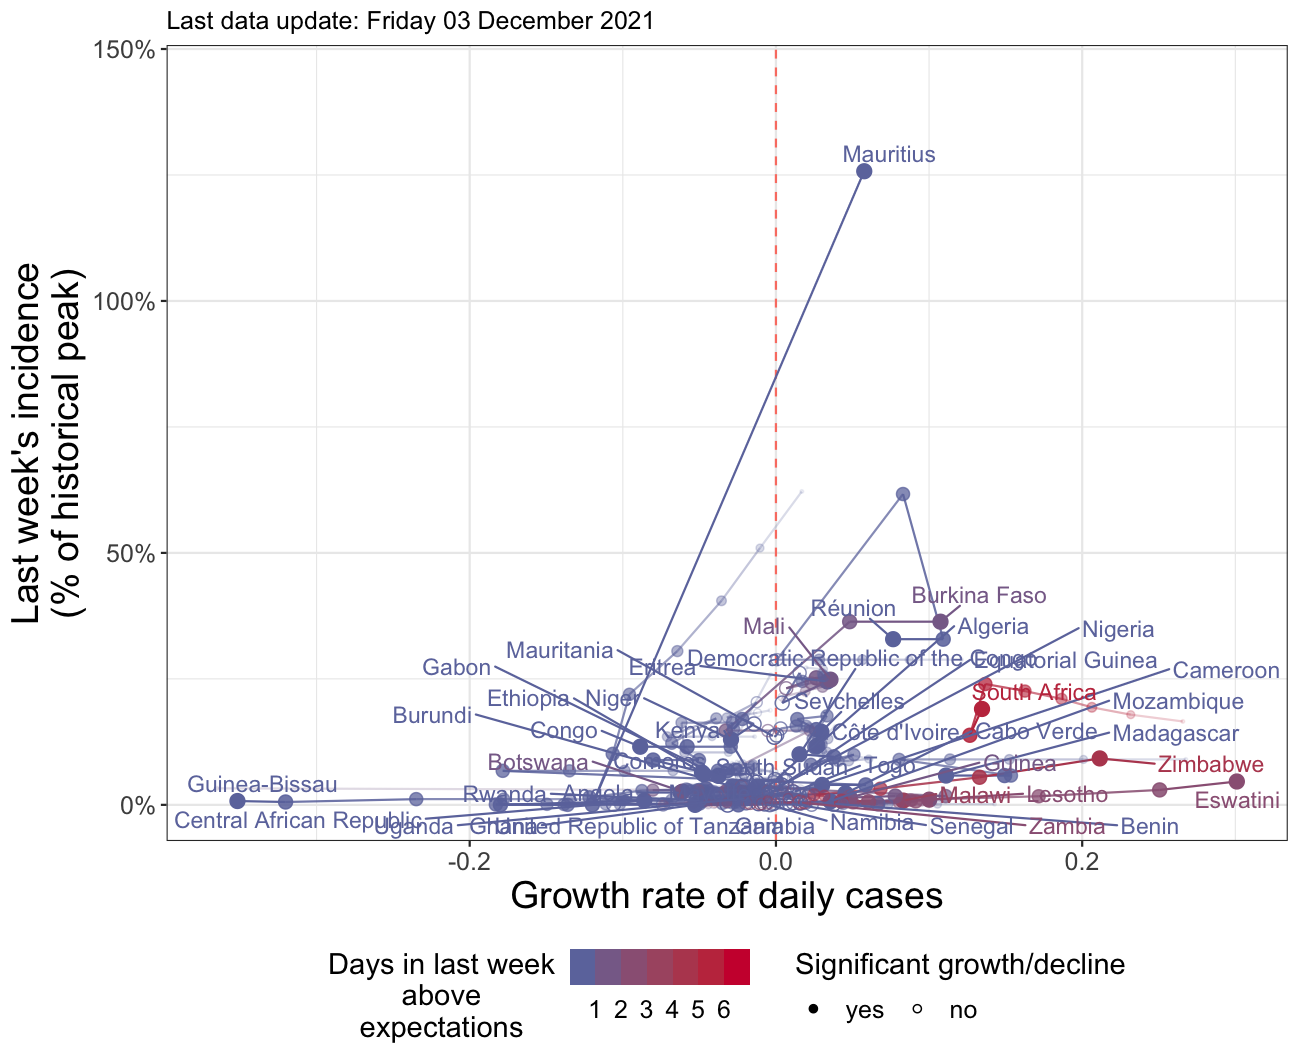 Last data update: Friday 03 December 2021
Last week's incidence
(% of historical peak)
150%
100%
50%
0%
Mauritius
Burkina Faso
Réunion
Mali
Algeria
Nigeria
Mauritania
Democratic Republic of the Congo
Equatorial Guinea
Gabon
Eritrea
Cameroon
Ethiopia
Niger
Seychelles
South Africa
Mozambique
Burundi
Congo
Kenya
Côte d'Ivoire
Cabo Verde
Madagascar
Botswana
Comoros
South Sudan
Togo
Guinea
Zimbabwe
Guinea-Bissau
Rwanda
Angola
Malawi
Lesotho
Eswatini
Central African Republic
Uganda
Ghana
United Republic of Tanzania
Gambia
Namibia
Senegal
Zambia
Benin
-0.2
0.0
0.2
Growth rate of daily cases
Days in last week
above
expectations
1 2 3 4 5 6
Significant growth/decline
yes
no